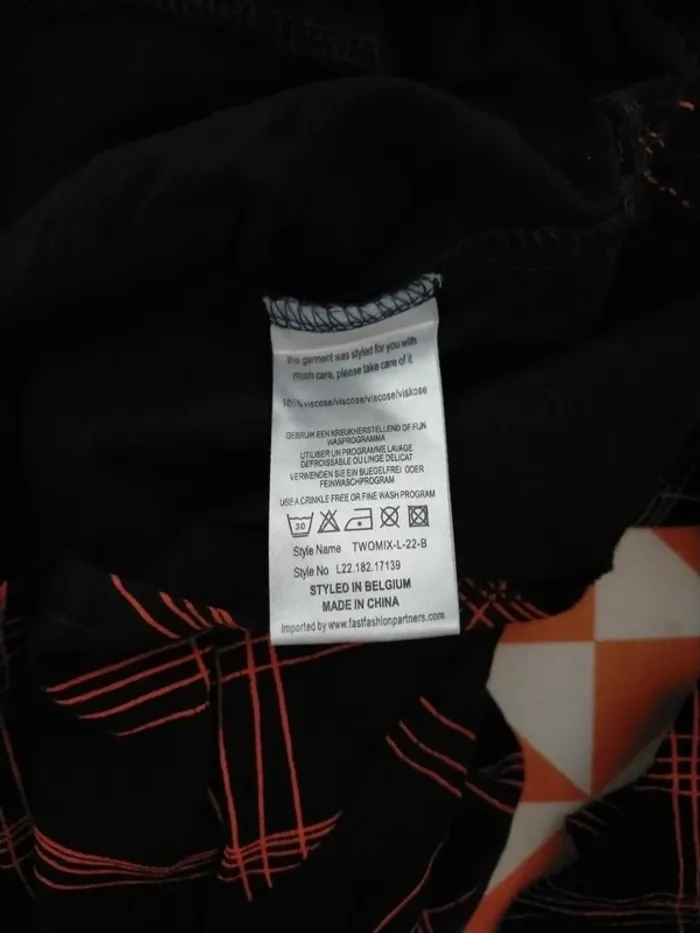 this garment was styled for you with
much care, please take care of it
100% viscose/viscose/viscose/viskose
GEBRUIK EEN KREUKHERSTELLEND OF FIJN
WASPROGRAMMA
UTILISER UN PROGRAMME LAVAGE
DEFROISSABLE OU LINGE DELICAT
VERWENDEN SIE EIN BUEGELFREI ODER
FEINWASCHPROGRAM
USE A CRINKLE FREE OR FINE WASH PROGRAM
30
Style Name TWOMIX-L-22-B
Style No L22.182.17139
STYLED IN BELGIUM
MADE IN CHINA
Imported by www.fastfashionpartners.com